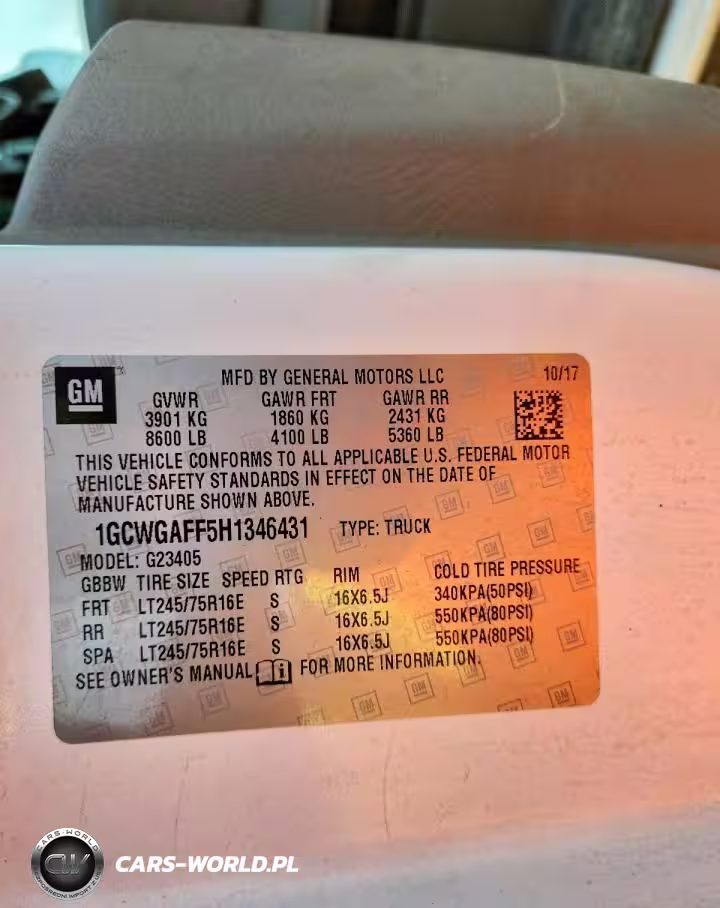 GM
MFD BY GENERAL MOTORS LLC 10/17
GVWR GAWR FRT GAWR RR
3901 KG 1860 KG 2431 KG
8600 LB 4100 LB 5360 LB
THIS VEHICLE CONFORMS TO ALL APPLICABLE U.S. FEDERAL MOTOR
VEHICLE SAFETY STANDARDS IN EFFECT ON THE DATE OF
MANUFACTURE SHOWN ABOVE.
1GCWGAFF5H1346431 TYPE: TRUCK
MODEL: G23405
GBBW TIRE SIZE SPEED RTG RIM COLD TIRE PRESSURE
FRT LT245/75R16E S 16X6.5J 340KPA(50PSI)
RR LT245/75R16E S 16X6.5J 550KPA(80PSI)
SPA LT245/75R16E S 16X6.5J 550KPA(80PSI)
SEE OWNER'S MANUAL FOR MORE INFORMATION.
CARS-WORLD
CW
CARS-WORLD.PL